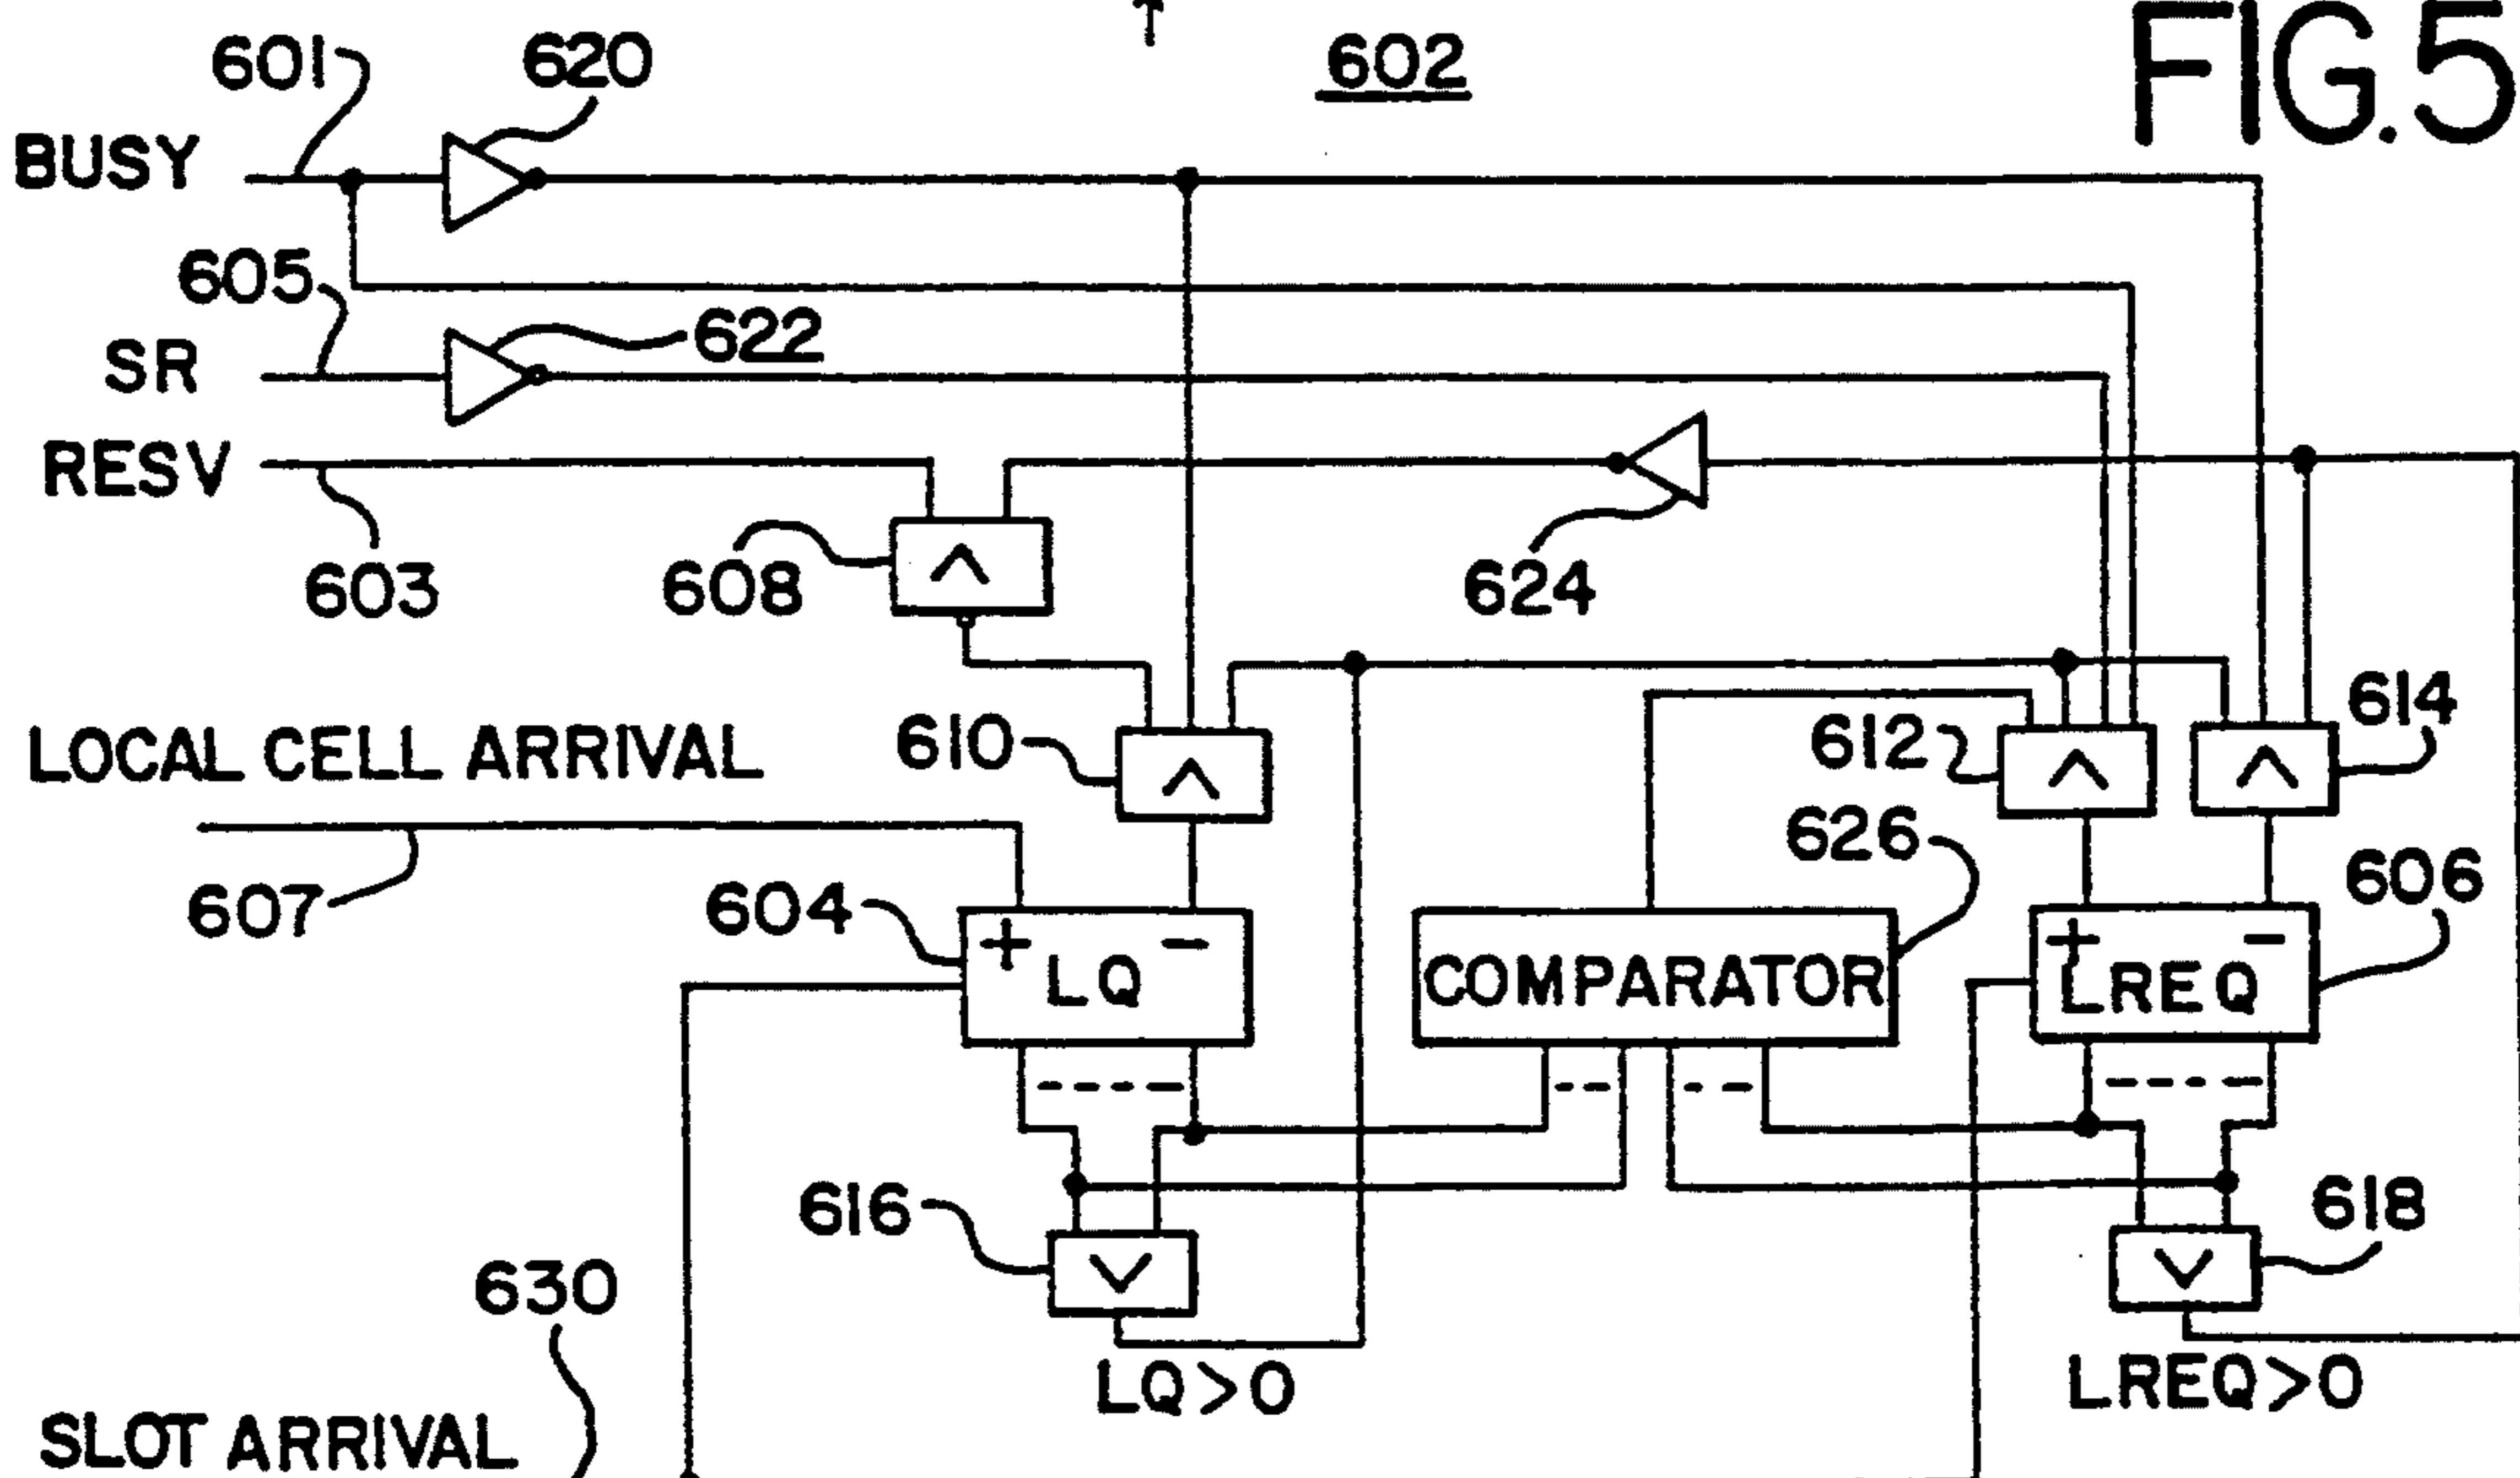 FIG.5
602
601
620
BUSY
605
622
SR
RESV
603
608
∧
624
LOCAL CELL ARRIVAL
610
∧
612
∧
∧
614
607
604
+ LQ −
COMPARATOR
626
+ LREQ −
606
616
∨
618
∨
630
LQ>0
LREQ>0
SLOT ARRIVAL